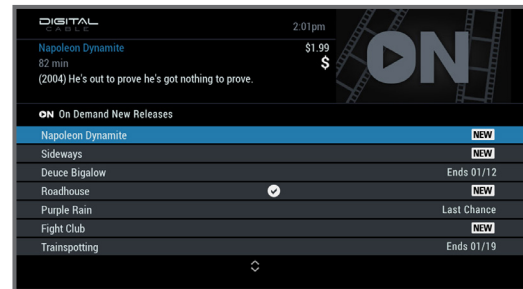 DIGITAL
CABLE
2:01pm
Napoleon Dynamite $1.99
82 min $
(2004) He's out to prove he's got nothing to prove.
ON
ON On Demand New Releases
Napoleon Dynamite NEW
Sideways NEW
Deuce Bigalow Ends 01/12
Roadhouse NEW
Purple Rain Last Chance
Fight Club NEW
Trainspotting Ends 01/19